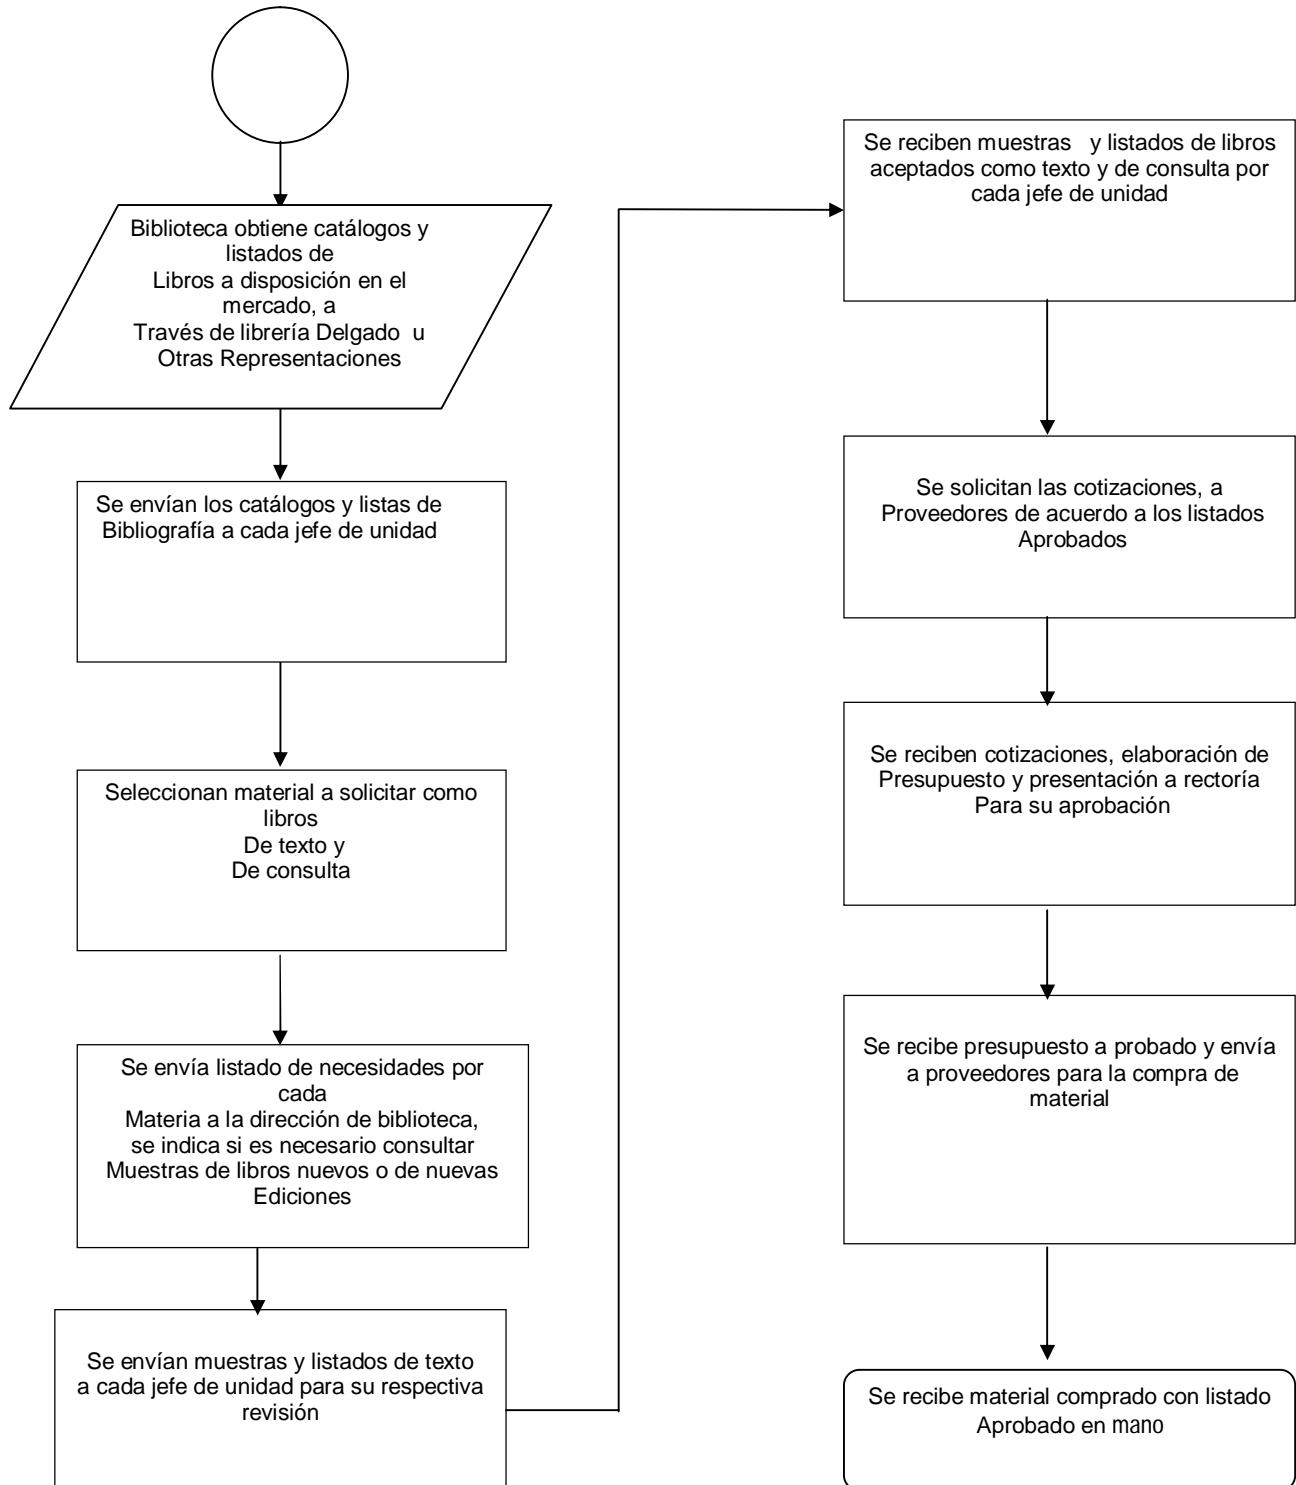 Biblioteca obtiene catálogos y
listados de
Libros a disposición en el
mercado, a
Través de librería Delgado u
Otras Representaciones
Se envían los catálogos y listas de
Bibliografía a cada jefe de unidad
Seleccionan material a solicitar como
libros
De texto y
De consulta
Se envía listado de necesidades por
cada
Materia a la dirección de biblioteca,
se indica si es necesario consultar
Muestras de libros nuevos o de nuevas
Ediciones
Se envían muestras y listados de texto
a cada jefe de unidad para su respectiva
revisión
Se reciben muestras y listados de libros
aceptados como texto y de consulta por
cada jefe de unidad
Se solicitan las cotizaciones, a
Proveedores de acuerdo a los listados
Aprobados
Se reciben cotizaciones, elaboración de
Presupuesto y presentación a rectoría
Para su aprobación
Se recibe presupuesto a probado y envía
a proveedores para la compra de
material
Se recibe material comprado con listado
Aprobado en mano